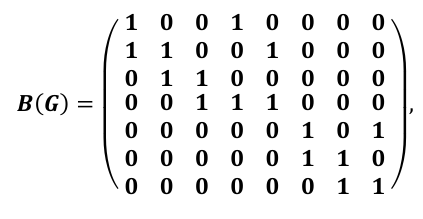 1 0 0 1 0 0 0 0
1 1 0 0 1 0 0 0
0 1 1 0 0 0 0 0
B(G) = ( 0 0 1 1 1 0 0 0 ),
0 0 0 0 0 1 0 1
0 0 0 0 0 1 1 0
0 0 0 0 0 0 1 1